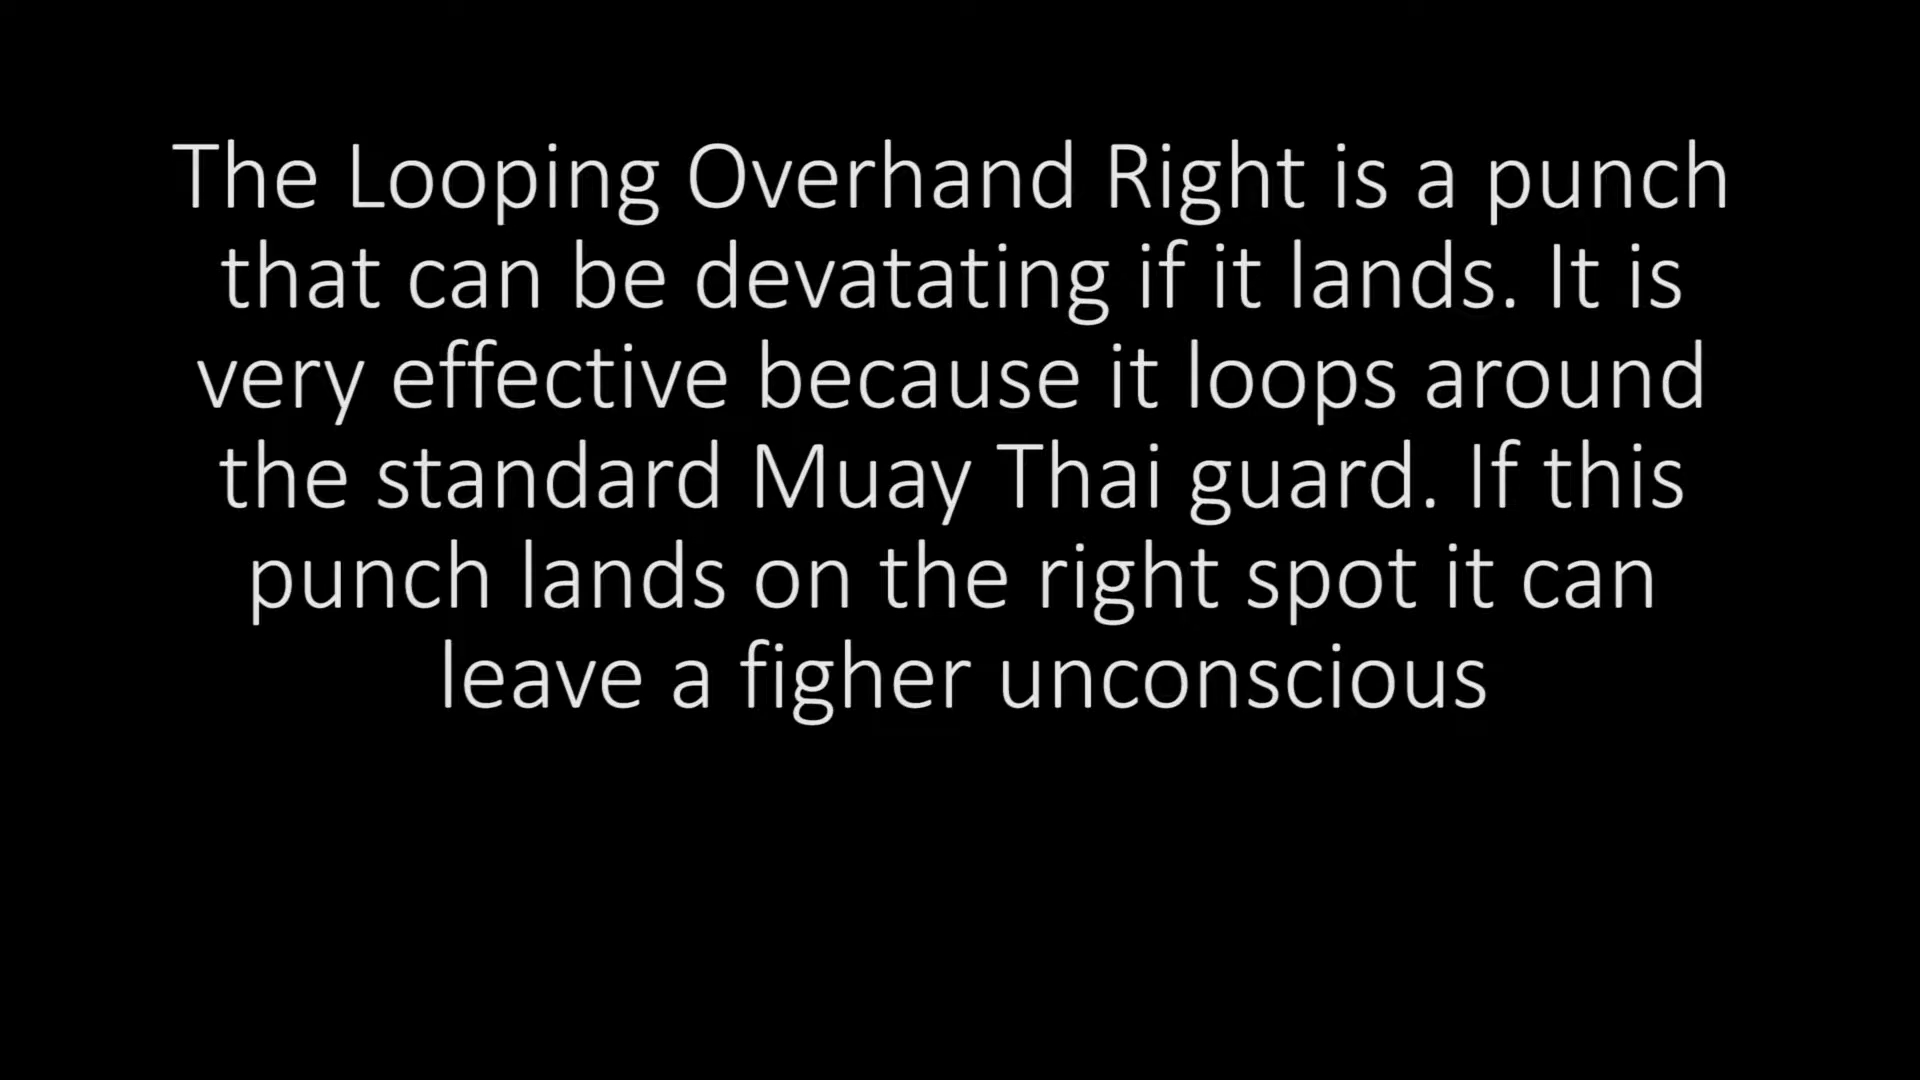 The Looping Overhand Right is a punch
that can be devatating if it lands. It is
very effective because it loops around
the standard Muay Thai guard. If this
punch lands on the right spot it can
leave a figher unconscious